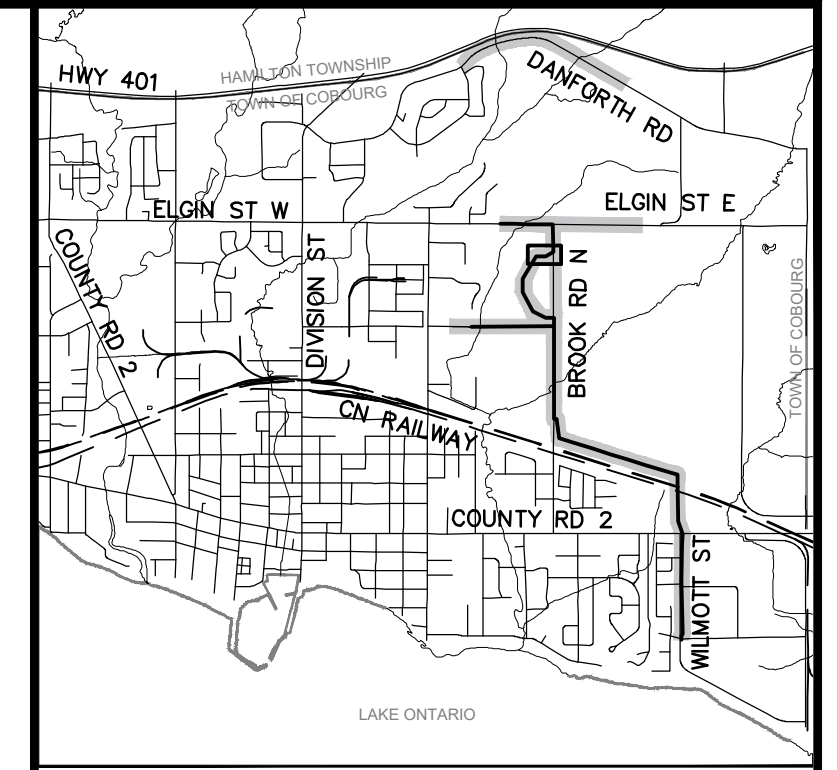 HWY 401
HAMILTON TOWNSHIP
TOWN OF COBOURG
DANFORTH RD
ELGIN ST W
ELGIN ST E
COUNTY RD 2
DIVISION ST
BROOK RD N
TOWN OF COBOURG
CN RAILWAY
COUNTY RD 2
WILMOTT ST
LAKE ONTARIO